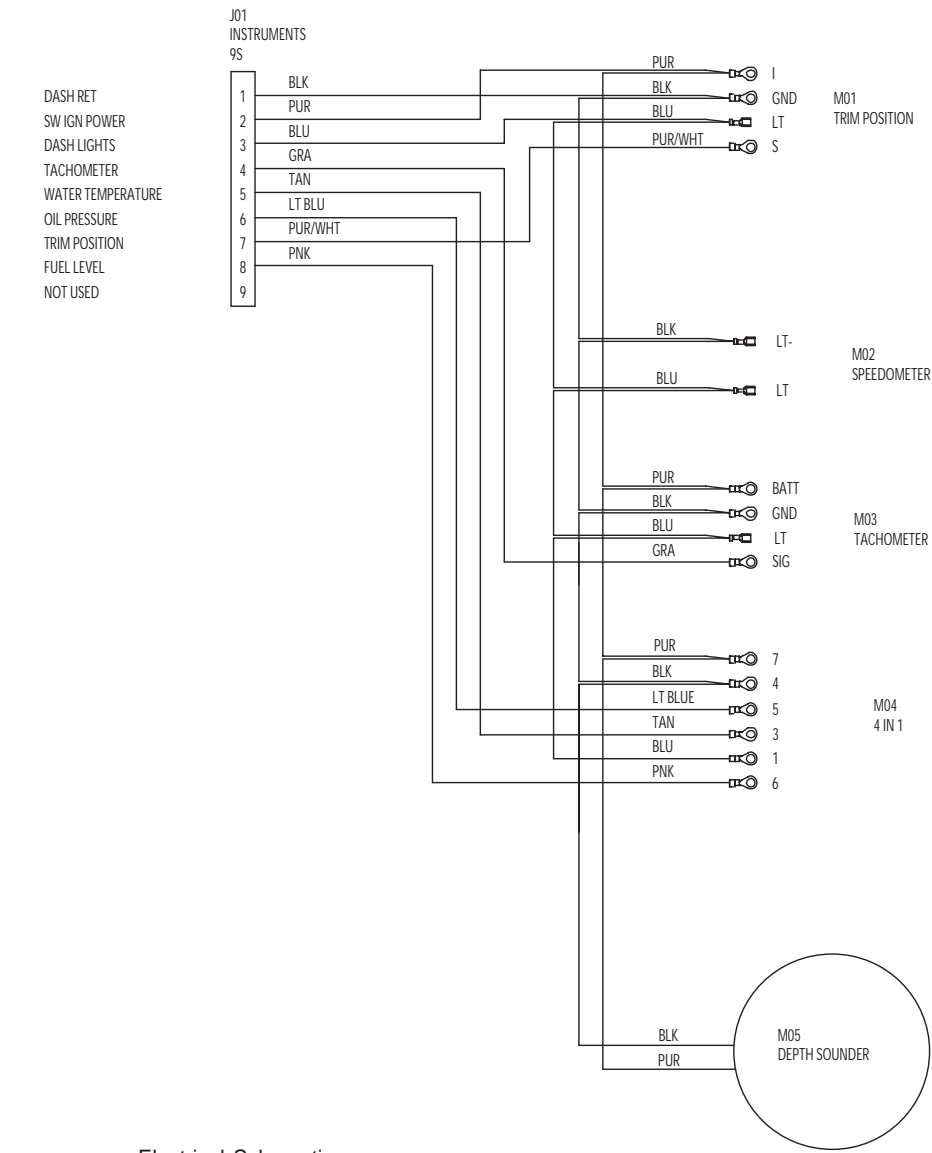 J01
INSTRUMENTS
9S
DASH RET
SW IGN POWER
DASH LIGHTS
TACHOMETER
WATER TEMPERATURE
OIL PRESSURE
TRIM POSITION
FUEL LEVEL
NOT USED
1
2
3
4
5
6
7
8
9
BLK
PUR
BLU
GRA
TAN
LT BLU
PUR/WHT
PNK
PUR
BLK
BLU
PUR/WHT
I
GND
LT
S
M01
TRIM POSITION
BLK
BLU
LT-
LT
M02
SPEEDOMETER
PUR
BLK
BLU
GRA
BATT
GND
LT
SIG
M03
TACHOMETER
PUR
BLK
LT BLUE
TAN
BLU
PNK
7
4
5
3
1
6
M04
4 IN 1
BLK
PUR
M05
DEPTH SOUNDER